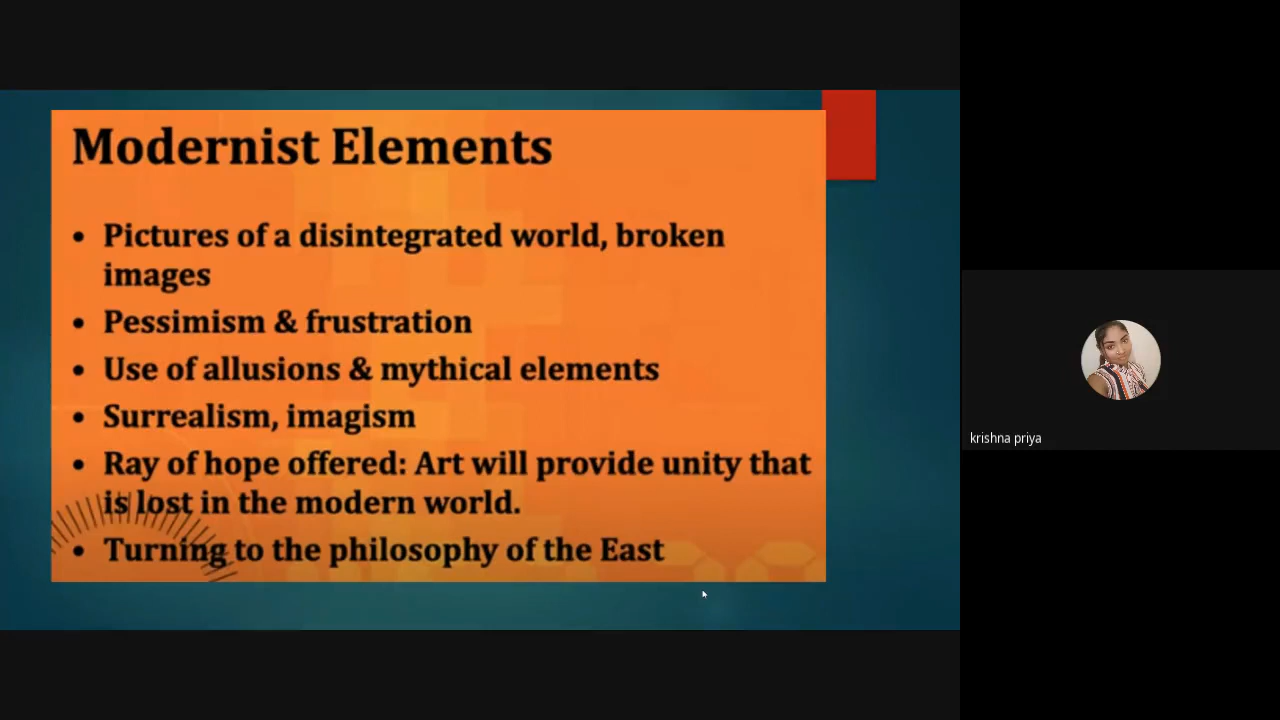 Modernist Elements
• Pictures of a disintegrated world, broken
images
• Pessimism & frustration
• Use of allusions & mythical elements
• Surrealism, imagism
• Ray of hope offered: Art will provide unity that
is lost in the modern world.
• Turning to the philosophy of the East
krishna priya